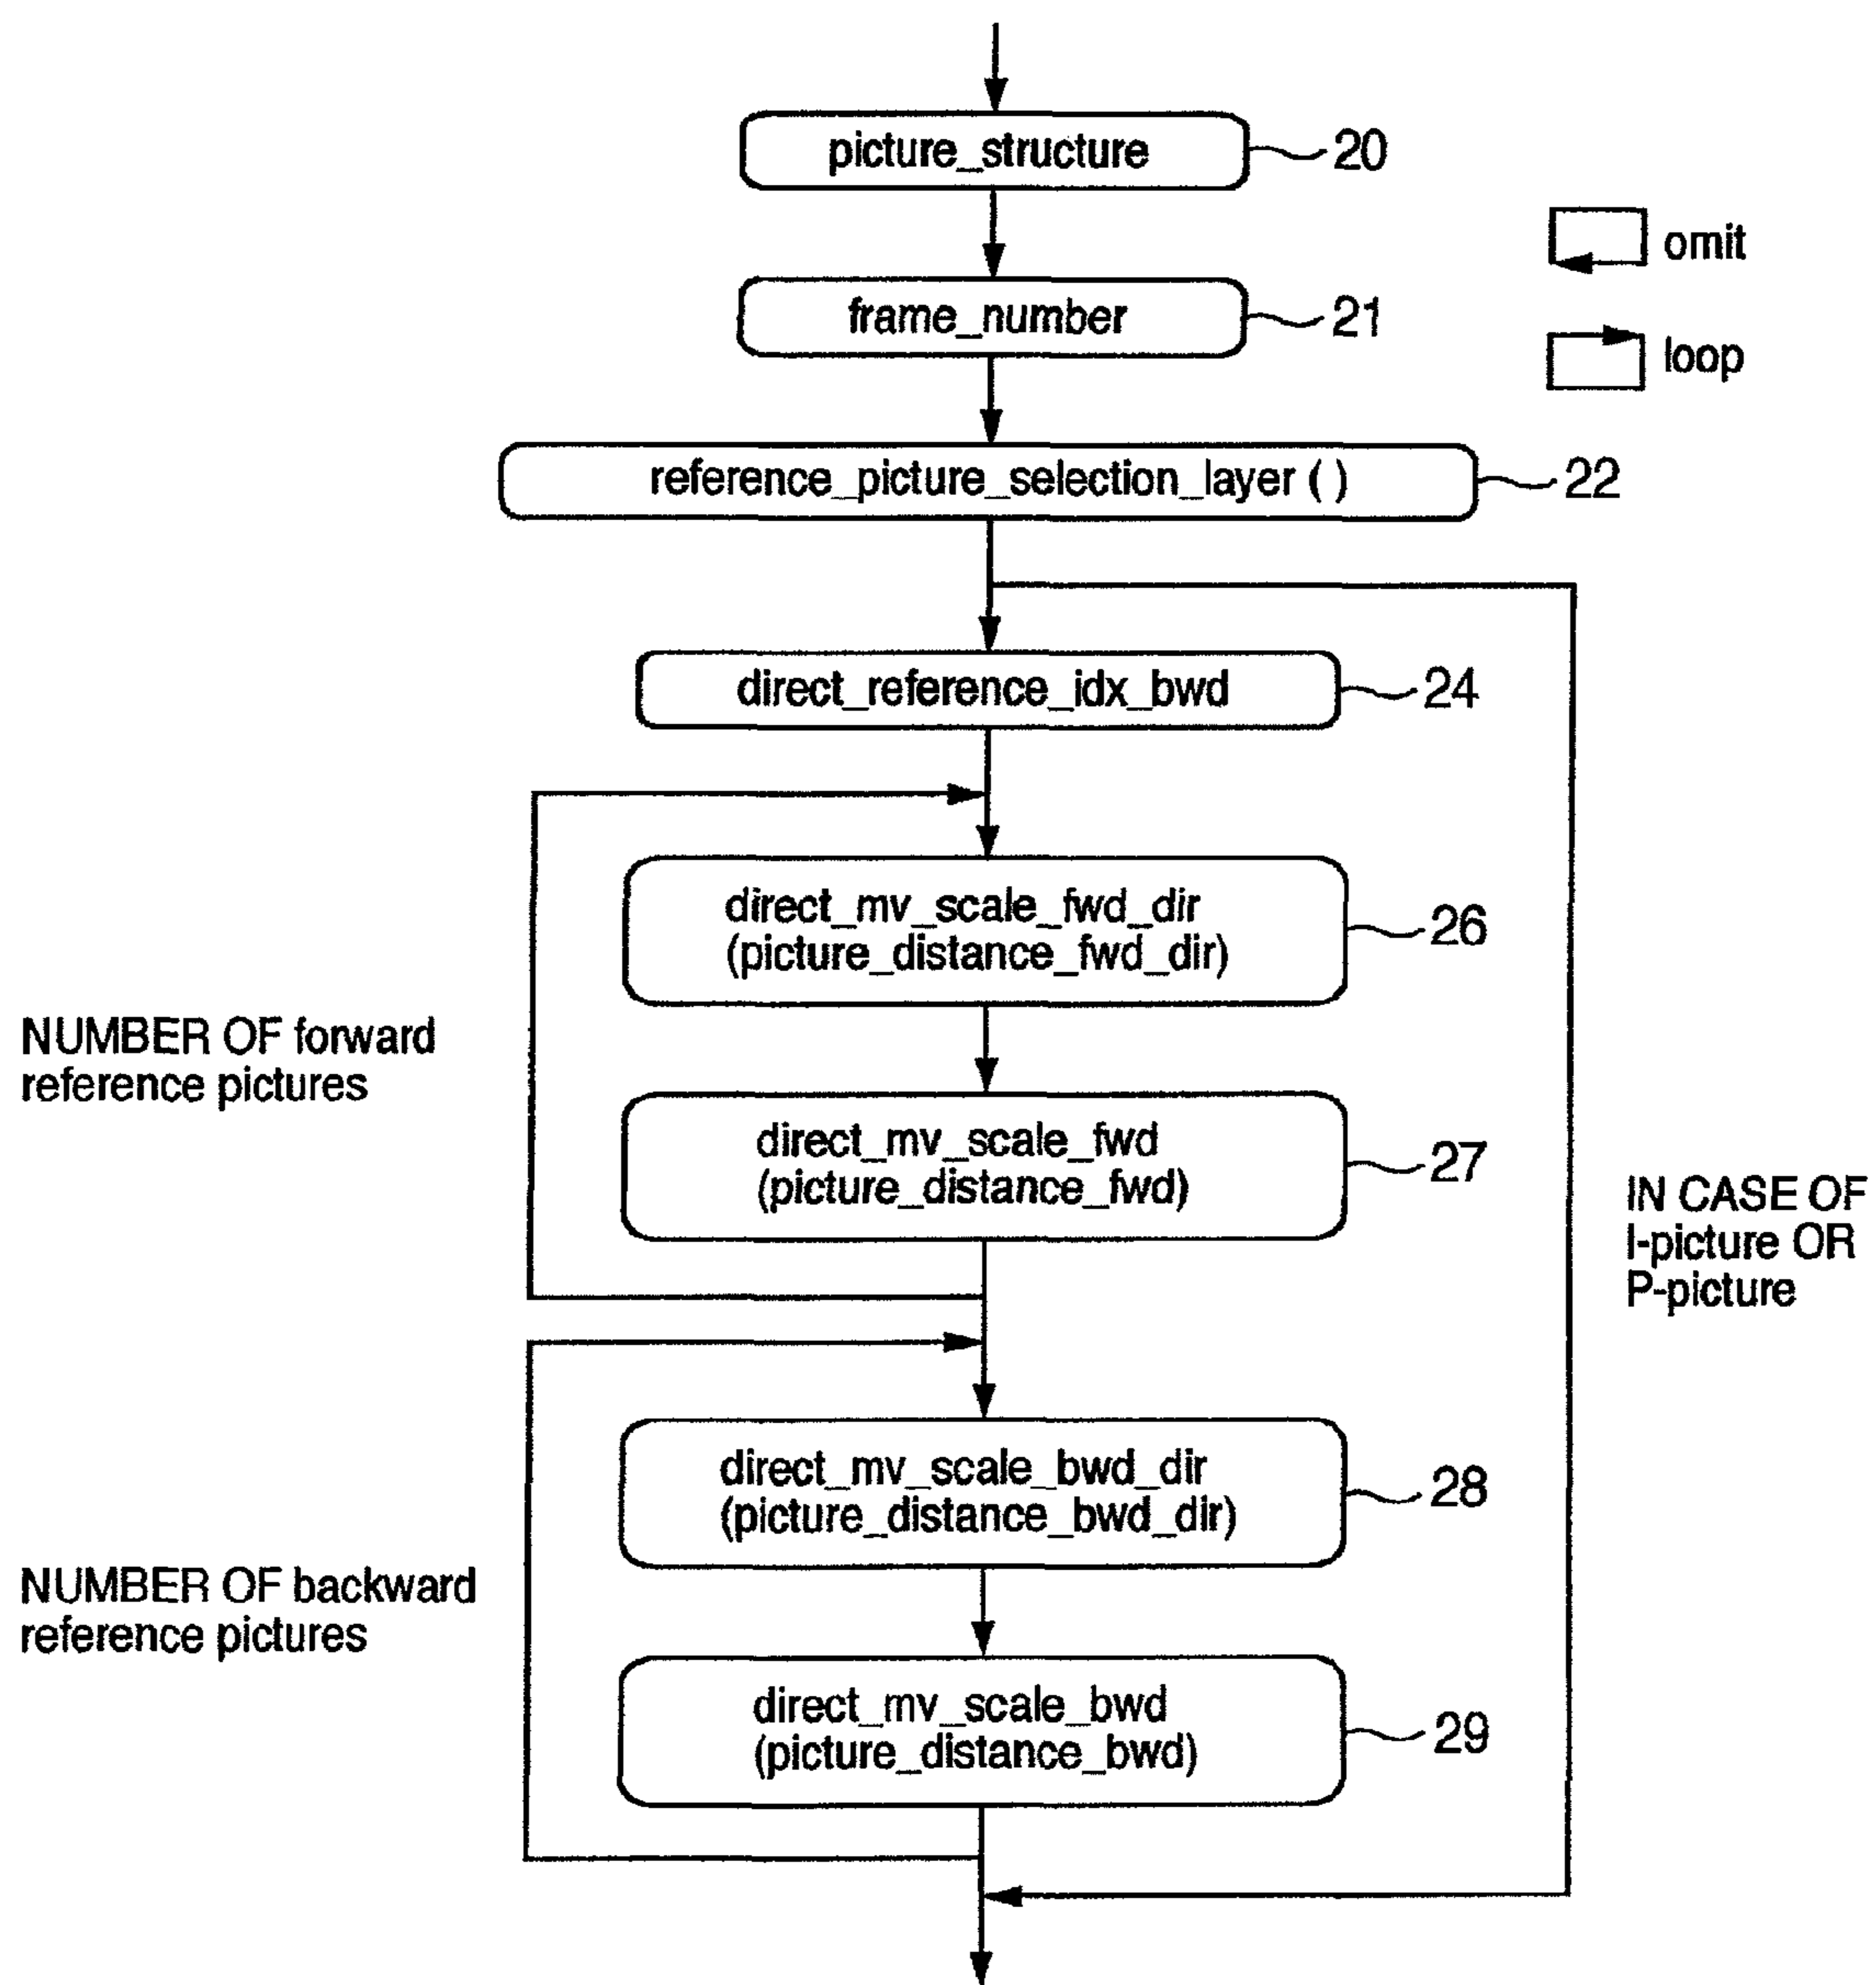 picture_structure
20
omit
frame_number
21
loop
reference_picture_selection_layer ( )
22
direct_reference_idx_bwd
24
direct_mv_scale_fwd_dir
(picture_distance_fwd_dir)
26
NUMBER OF forward
reference pictures
direct_mv_scale_fwd
(picture_distance_fwd)
27
IN CASE OF
I-picture OR
P-picture
direct_mv_scale_bwd_dir
(picture_distance_bwd_dir)
28
NUMBER OF backward
reference pictures
direct_mv_scale_bwd
(picture_distance_bwd)
29